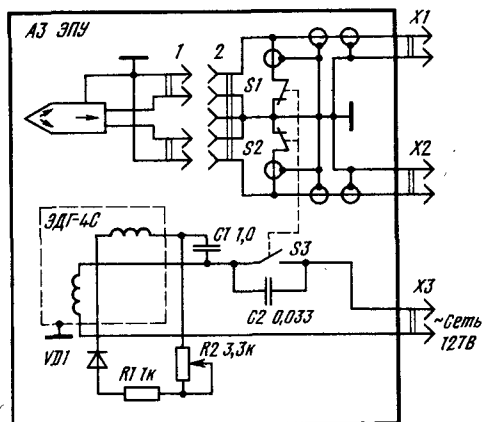 А3 ЭПУ
X1
1
2
S1
S2
X2
ЭДГ-4С
C1 1,0
S3
C2 0,033
X3
~Сеть
127В
VD1
R1 1к
R2 3,3к